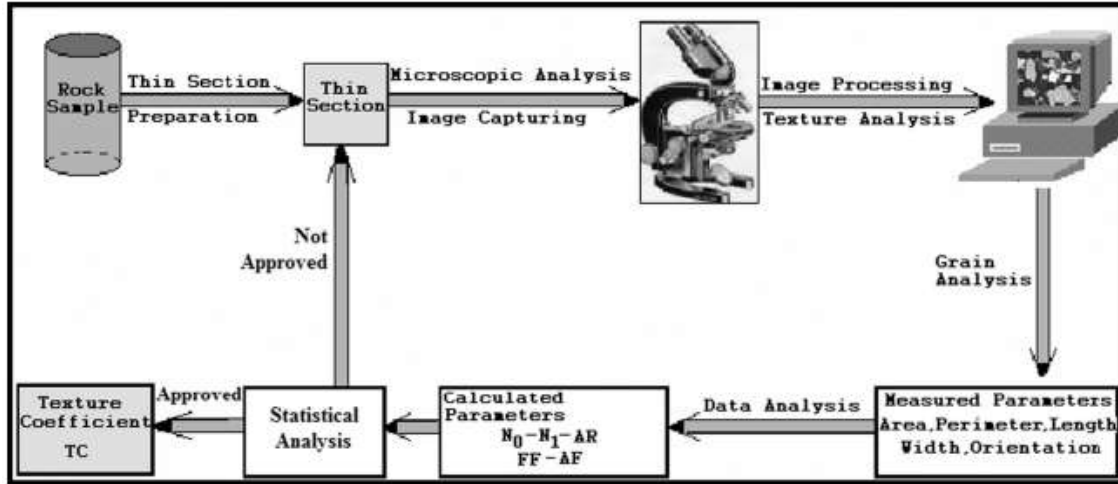 Rock
Sample
Thin Section
Preparation
Thin
Section
Microscopic Analysis
Image Capturing
Image Processing
Texture Analysis
Grain
Analysis
Measured Parameters
Area,Perimeter,Length
Width,Orientation
Data Analysis
Calculated
Parameters
N₀-N₁-AR
FF-AF
Statistical
Analysis
Not
Approved
Approved
Texture
Coefficient
TC